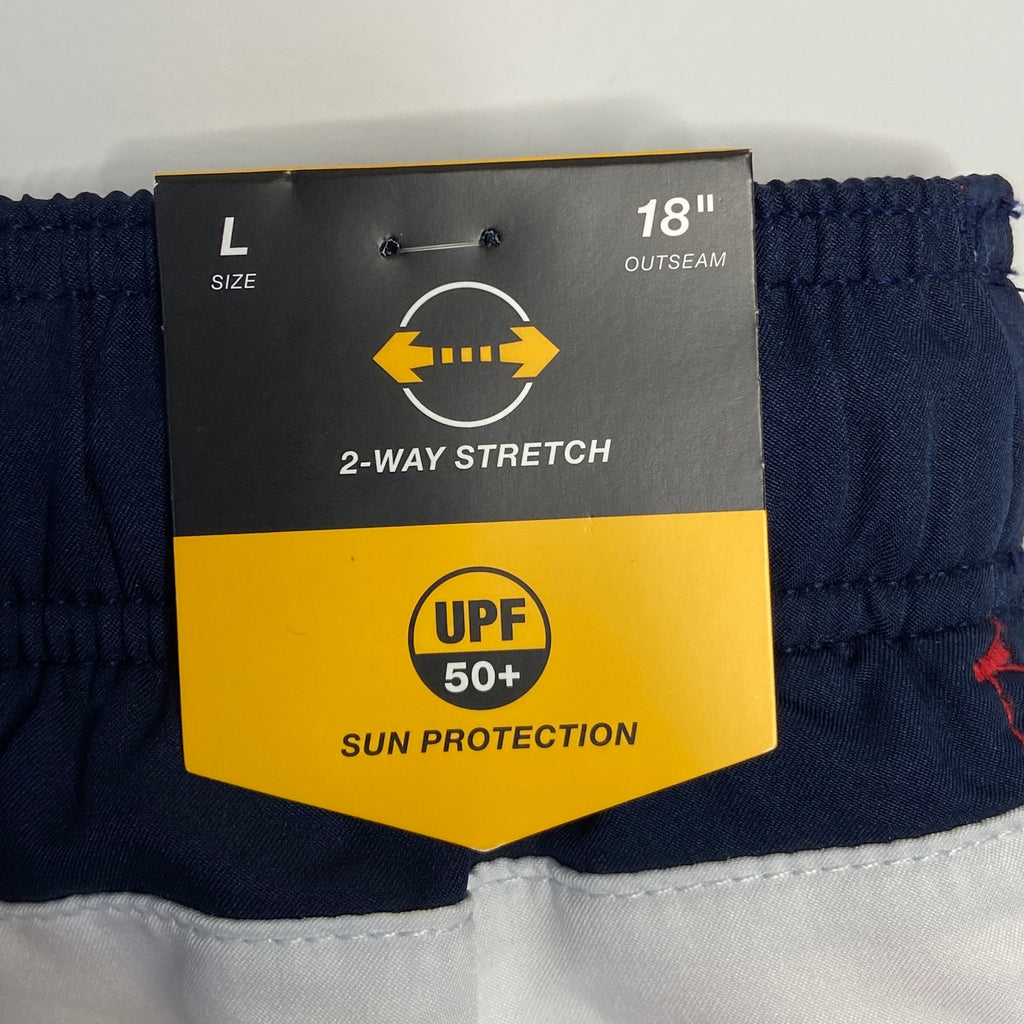 L
SIZE
18"
OUTSEAM
2-WAY STRETCH
UPF
50+
SUN PROTECTION